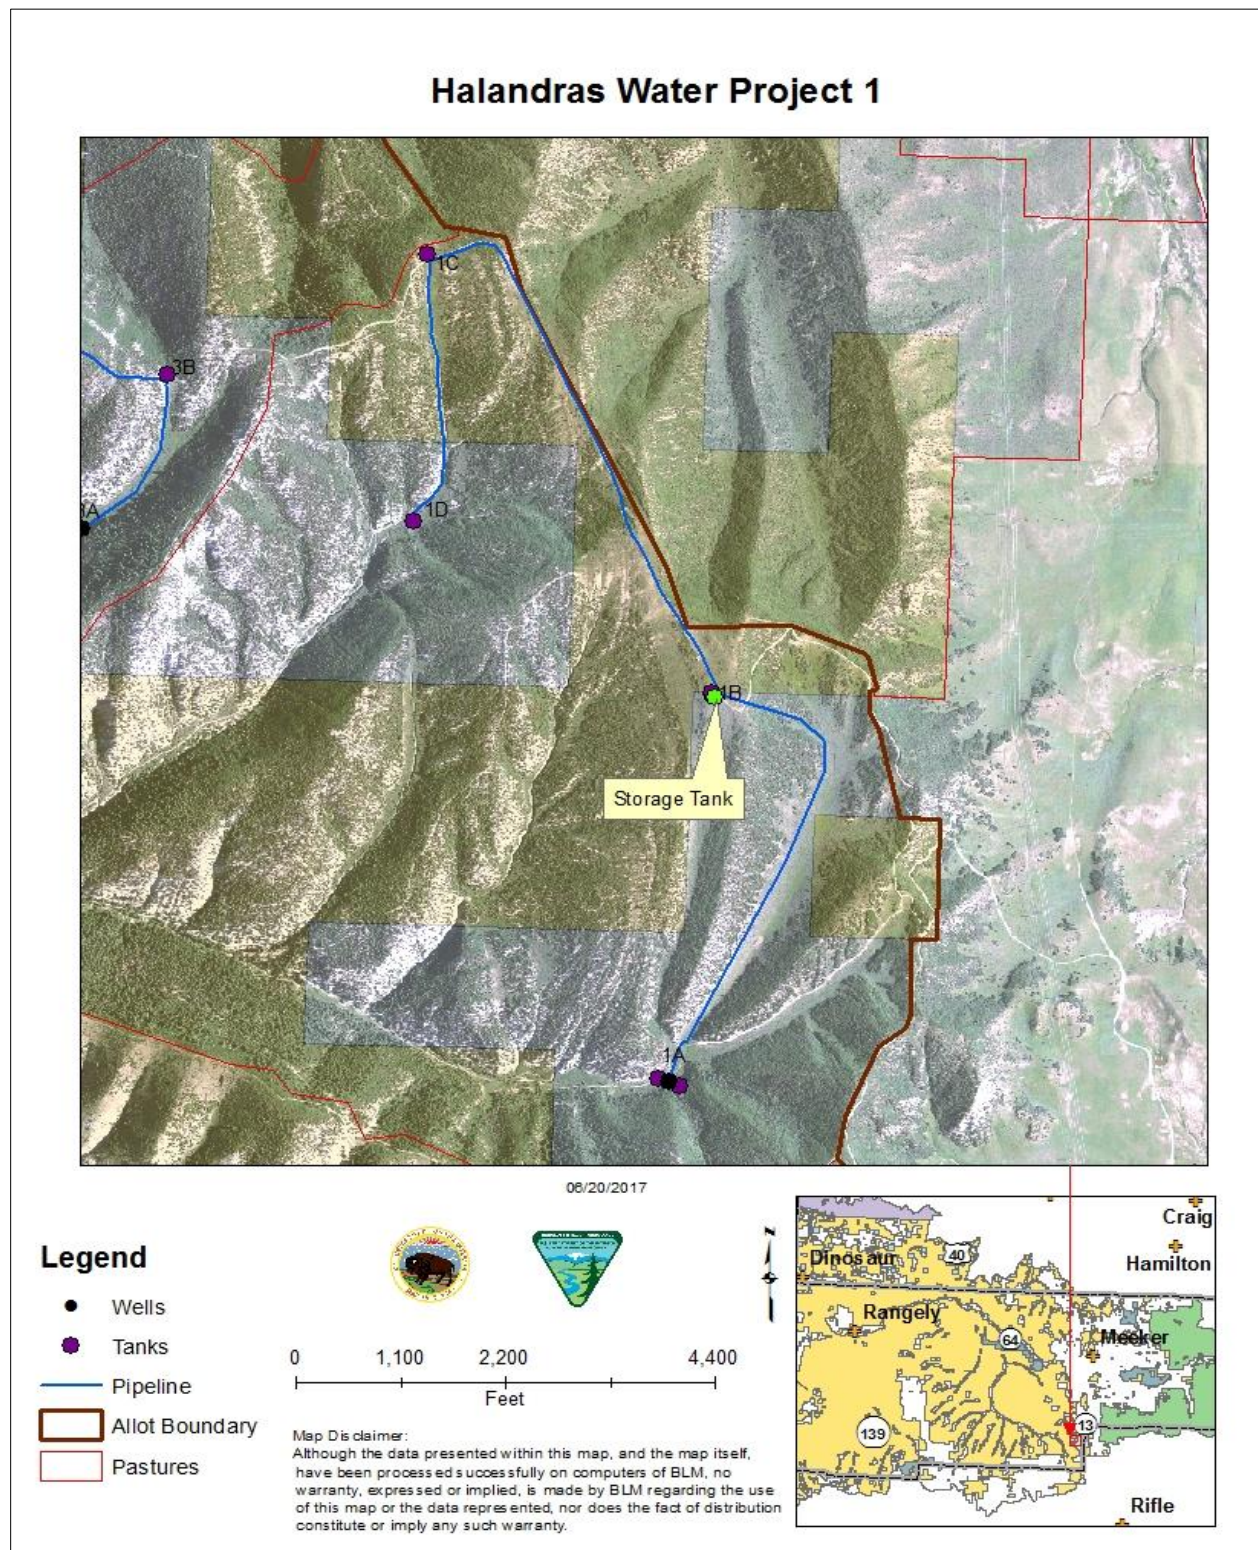 Halandras Water Project 1
1C
3B
3A
1D
1B
Storage Tank
1A
06/20/2017
Legend
Wells
Tanks
Pipeline
Allot Boundary
Pastures
N
0 1,100 2,200 4,400
Feet
Map Disclaimer:
Although the data presented within this map, and the map itself,
have been processed successfully on computers of BLM, no
warranty, expressed or implied, is made by BLM regarding the use
of this map or the data represented, nor does the fact of distribution
constitute or imply any such warranty.
Craig
Dinosaur
40
Hamilton
Rangely
64
Meeker
139
13
Rifle